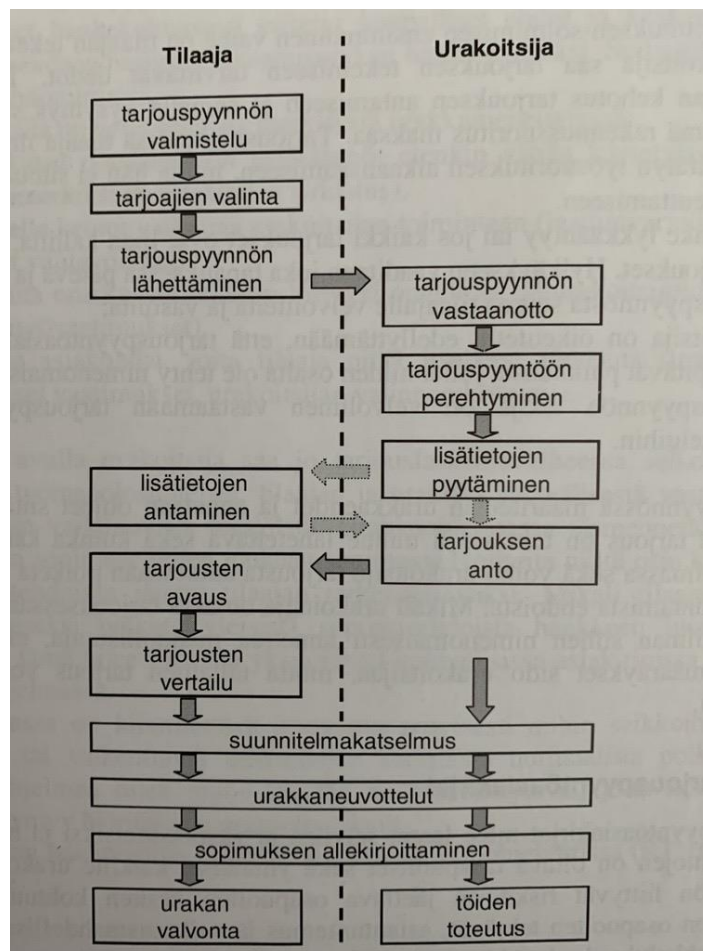 Tilaaja
Urakoitsija
tarjouspyynnön
valmistelu
tarjoajien valinta
tarjouspyynnön
lähettäminen
tarjouspyynnön
vastaanotto
tarjouspyyntöön
perehtyminen
lisätietojen
pyytäminen
lisätietojen
antaminen
tarjouksen
anto
tarjousten
avaus
tarjousten
vertailu
suunnitelmakatselmus
urakkaneuvottelut
sopimuksen allekirjoittaminen
urakan
valvonta
töiden
toteutus